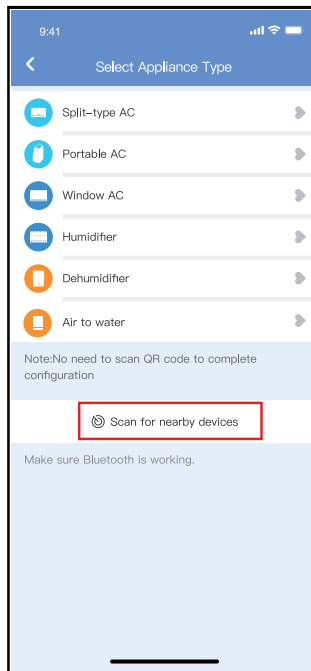 9:41
Select Appliance Type
Split-type AC
Portable AC
Window AC
Humidifier
Dehumidifier
Air to water
Note:No need to scan QR code to complete
configuration
Scan for nearby devices
Make sure Bluetooth is working.